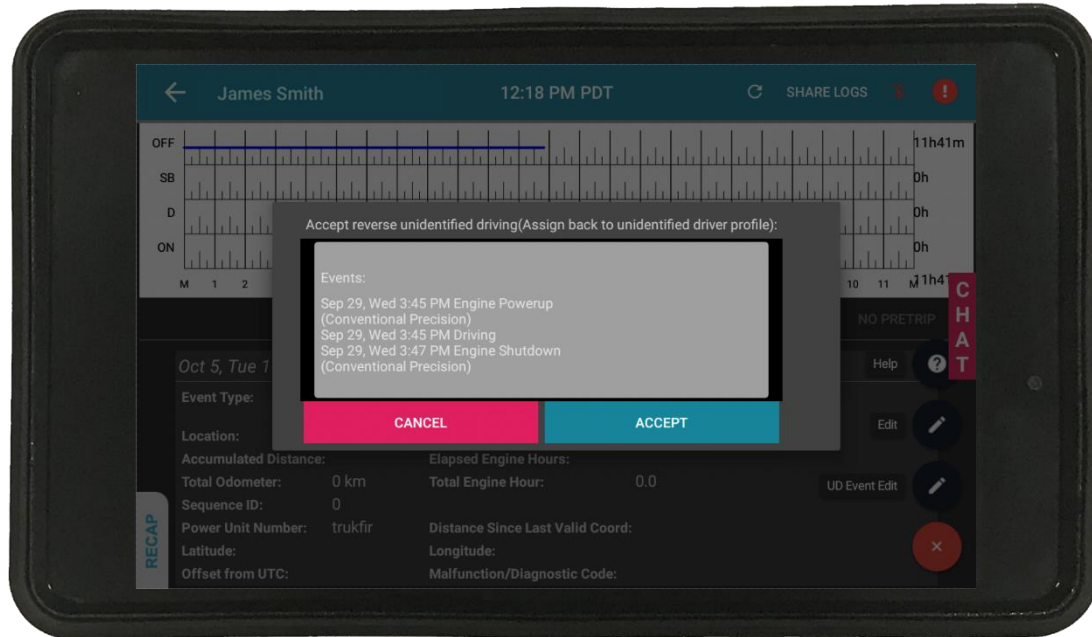 James Smith 12:18 PM PDT SHARE LOGS
OFF 11h41m
SB 0h
D 0h
ON 0h
M 1 2 10 11 M 11h41
Accept reverse unidentified driving(Assign back to unidentified driver profile):
Events:
Sep 29, Wed 3:45 PM Engine Powerup
(Conventional Precision)
Sep 29, Wed 3:45 PM Driving
Sep 29, Wed 3:47 PM Engine Shutdown
(Conventional Precision)
CANCEL ACCEPT
CHAT
NO PRETRIP
Oct 5, Tue 1
Help
Event Type:
Edit
Location:
Accumulated Distance: Elapsed Engine Hours:
Total Odometer: 0 km Total Engine Hour: 0.0
UD Event Edit
Sequence ID: 0
Power Unit Number: trukfir Distance Since Last Valid Coord:
Latitude: Longitude:
Offset from UTC: Malfunction/Diagnostic Code:
RECAP